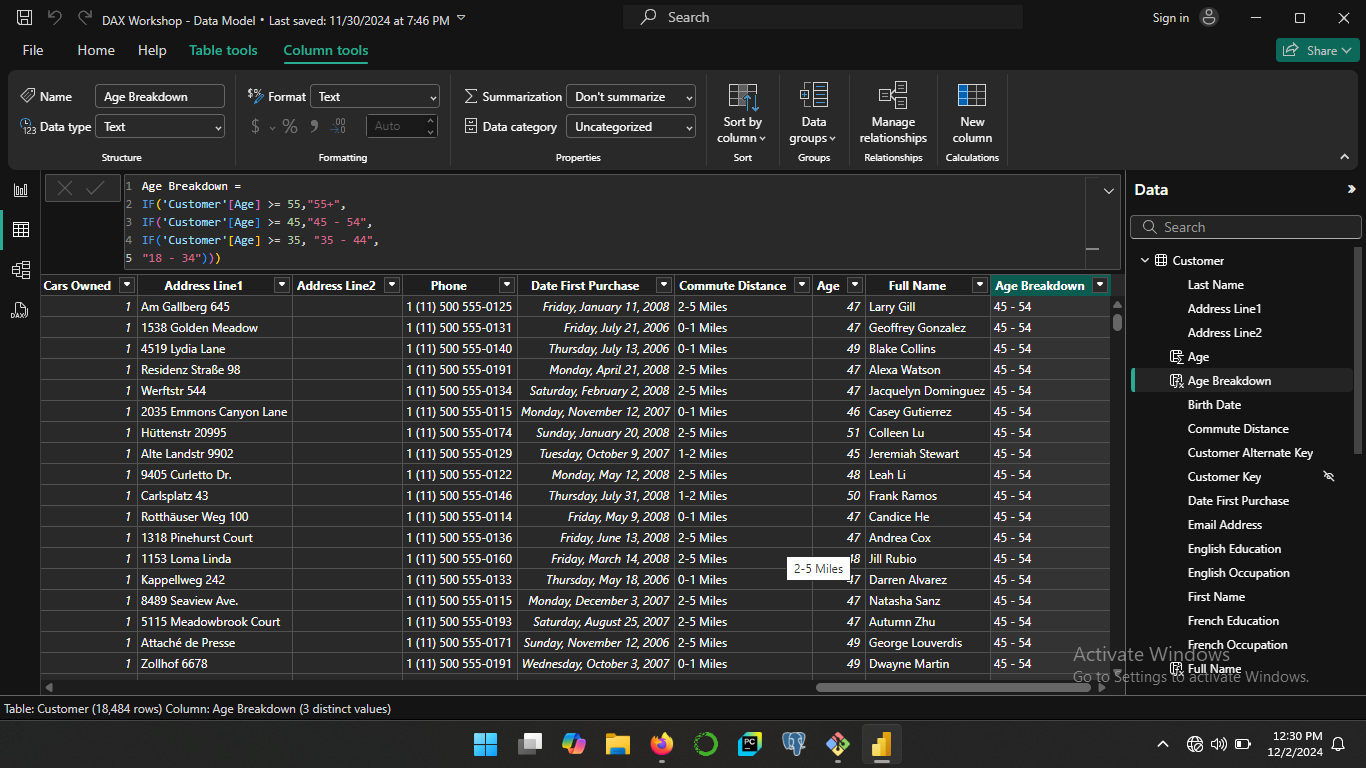 DAX Workshop - Data Model • Last saved: 11/30/2024 at 7:46 PM
Search
Sign in
File Home Help Table tools Column tools
Share
Name Age Breakdown
Data type Text
Structure
Format Text
$ % Auto
Formatting
Summarization Don't summarize
Data category Uncategorized
Properties
Sort by column
Sort
Data groups
Groups
Manage relationships
Relationships
New column
Calculations
1 Age Breakdown =
2 IF('Customer'[Age] >= 55,"55+",
3 IF('Customer'[Age] >= 45,"45 - 54",
4 IF('Customer'[Age] >= 35, "35 - 44",
5 "18 - 34")))
Cars Owned Address Line1 Address Line2 Phone Date First Purchase Commute Distance Age Full Name Age Breakdown
1 Am Gallberg 645 1 (11) 500 555-0125 Friday, January 11, 2008 2-5 Miles 47 Larry Gill 45 - 54
1 1538 Golden Meadow 1 (11) 500 555-0131 Friday, July 21, 2006 0-1 Miles 47 Geoffrey Gonzalez 45 - 54
1 4519 Lydia Lane 1 (11) 500 555-0140 Thursday, July 13, 2006 0-1 Miles 49 Blake Collins 45 - 54
1 Residenz Straße 98 1 (11) 500 555-0191 Monday, April 21, 2008 2-5 Miles 47 Alexa Watson 45 - 54
1 Werftstr 544 1 (11) 500 555-0134 Saturday, February 2, 2008 2-5 Miles 47 Jacquelyn Dominguez 45 - 54
1 2035 Emmons Canyon Lane 1 (11) 500 555-0115 Monday, November 12, 2007 0-1 Miles 46 Casey Gutierrez 45 - 54
1 Hüttenstr 20995 1 (11) 500 555-0174 Sunday, January 20, 2008 2-5 Miles 51 Colleen Lu 45 - 54
1 Alte Landstr 9902 1 (11) 500 555-0129 Tuesday, October 9, 2007 1-2 Miles 45 Jeremiah Stewart 45 - 54
1 9405 Curletto Dr. 1 (11) 500 555-0122 Monday, May 12, 2008 2-5 Miles 48 Leah Li 45 - 54
1 Carlsplatz 43 1 (11) 500 555-0146 Thursday, July 31, 2008 1-2 Miles 50 Frank Ramos 45 - 54
1 Rotthäuser Weg 100 1 (11) 500 555-0114 Friday, May 9, 2008 0-1 Miles 47 Candice He 45 - 54
1 1318 Pinehurst Court 1 (11) 500 555-0136 Friday, June 13, 2008 2-5 Miles 47 Andrea Cox 45 - 54
1 1153 Loma Linda 1 (11) 500 555-0160 Friday, March 14, 2008 2-5 Miles 48 Jill Rubio 45 - 54
2-5 Miles
1 Kappellweg 242 1 (11) 500 555-0133 Thursday, May 18, 2006 0-1 Miles 47 Darren Alvarez 45 - 54
1 8489 Seaview Ave. 1 (11) 500 555-0115 Monday, December 3, 2007 2-5 Miles 47 Natasha Sanz 45 - 54
1 5115 Meadowbrook Court 1 (11) 500 555-0193 Saturday, August 25, 2007 2-5 Miles 47 Autumn Zhu 45 - 54
1 Attaché de Presse 1 (11) 500 555-0171 Sunday, November 12, 2006 2-5 Miles 49 George Louverdis 45 - 54
1 Zollhof 6678 1 (11) 500 555-0191 Wednesday, October 3, 2007 0-1 Miles 49 Dwayne Martin 45 - 54
Data
Search
Customer
Last Name
Address Line1
Address Line2
Age
Age Breakdown
Birth Date
Commute Distance
Customer Alternate Key
Customer Key
Date First Purchase
Email Address
English Education
English Occupation
First Name
French Education
French Occupation
Full Name
Activate Windows
Go to Settings to activate Windows.
Table: Customer (18,484 rows) Column: Age Breakdown (3 distinct values)
12:30 PM
12/2/2024